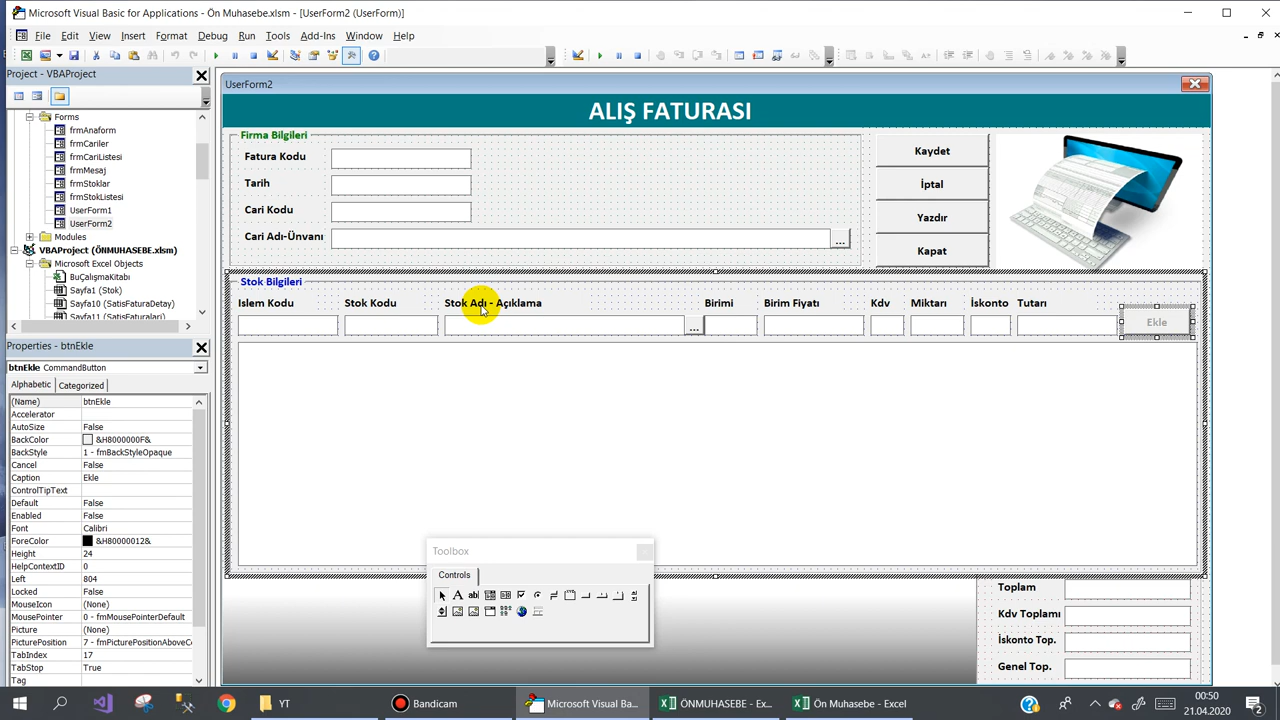 Microsoft Visual Basic for Applications - Ön Muhasebe.xlsm - [UserForm2 (UserForm)]
File Edit View Insert Format Debug Run Tools Add-Ins Window Help
Project - VBAProject
Forms
frmAnaform
frmCariler
frmCariListesi
frmMesaj
frmStoklar
frmStokListesi
UserForm1
UserForm2
Modules
VBAProject (ÖNMUHASEBE.xlsm)
Microsoft Excel Objects
BuÇalışmaKitabı
Sayfa1 (Stok)
Sayfa10 (SatisFaturaDetay)
Sayfa11 (SatisFaturalari)
Properties - btnEkle
btnEkle CommandButton
Alphabetic Categorized
(Name) btnEkle
Accelerator
AutoSize False
BackColor &H8000000F&
BackStyle 1 - fmBackStyleOpaque
Cancel False
Caption Ekle
ControlTipText
Default False
Enabled False
Font Calibri
ForeColor &H80000012&
Height 24
HelpContextID 0
Left 804
Locked False
MouseIcon (None)
MousePointer 0 - fmMousePointerDefault
Picture (None)
PicturePosition 7 - fmPicturePositionAboveCe
TabIndex 17
TabStop True
UserForm2
ALIŞ FATURASI
Firma Bilgileri
Fatura Kodu
Tarih
Cari Kodu
Cari Adı-Ünvanı ...
Kaydet
İptal
Yazdır
Kapat
Stok Bilgileri
Islem Kodu Stok Kodu Stok Adı - Açıklama Birimi Birim Fiyatı Kdv Miktarı İskonto Tutarı
... Ekle
Toolbox
Controls
Toplam
Kdv Toplamı
İskonto Top.
Genel Top.
YT Bandicam Microsoft Visual Ba... ÖNMUHASEBE - Ex... Ön Muhasebe - Excel
00:50
21.04.2020